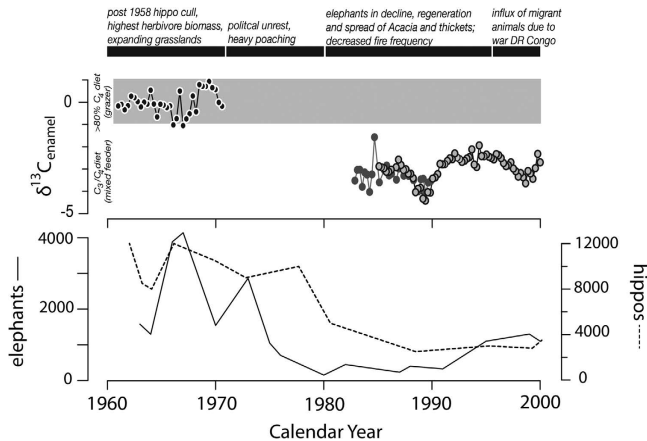 post 1958 hippo cull,
highest herbivore biomass,
expanding grasslands
politcal unrest,
heavy poaching
elephants in decline, regeneration
and spread of Acacia and thickets;
decreased fire frequency
influx of migrant
animals due to
war DR Congo
δ13Cenamel
0
-5
>80% C4 diet
(grazer)
C3/C4 diet
(mixed feeder)
elephants
4000
2000
0
hippos
12000
8000
4000
0
1960
1970
1980
1990
2000
Calendar Year